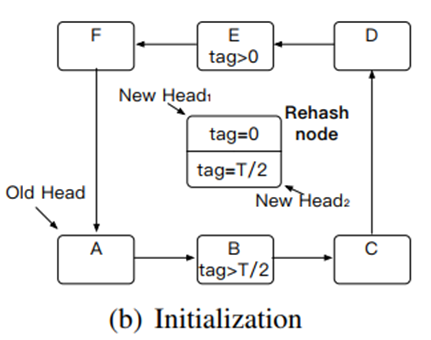 F
E
tag>0
D
New Head1
Rehash
node
tag=0
tag=T/2
New Head2
Old Head
A
B
tag>T/2
C
(b) Initialization